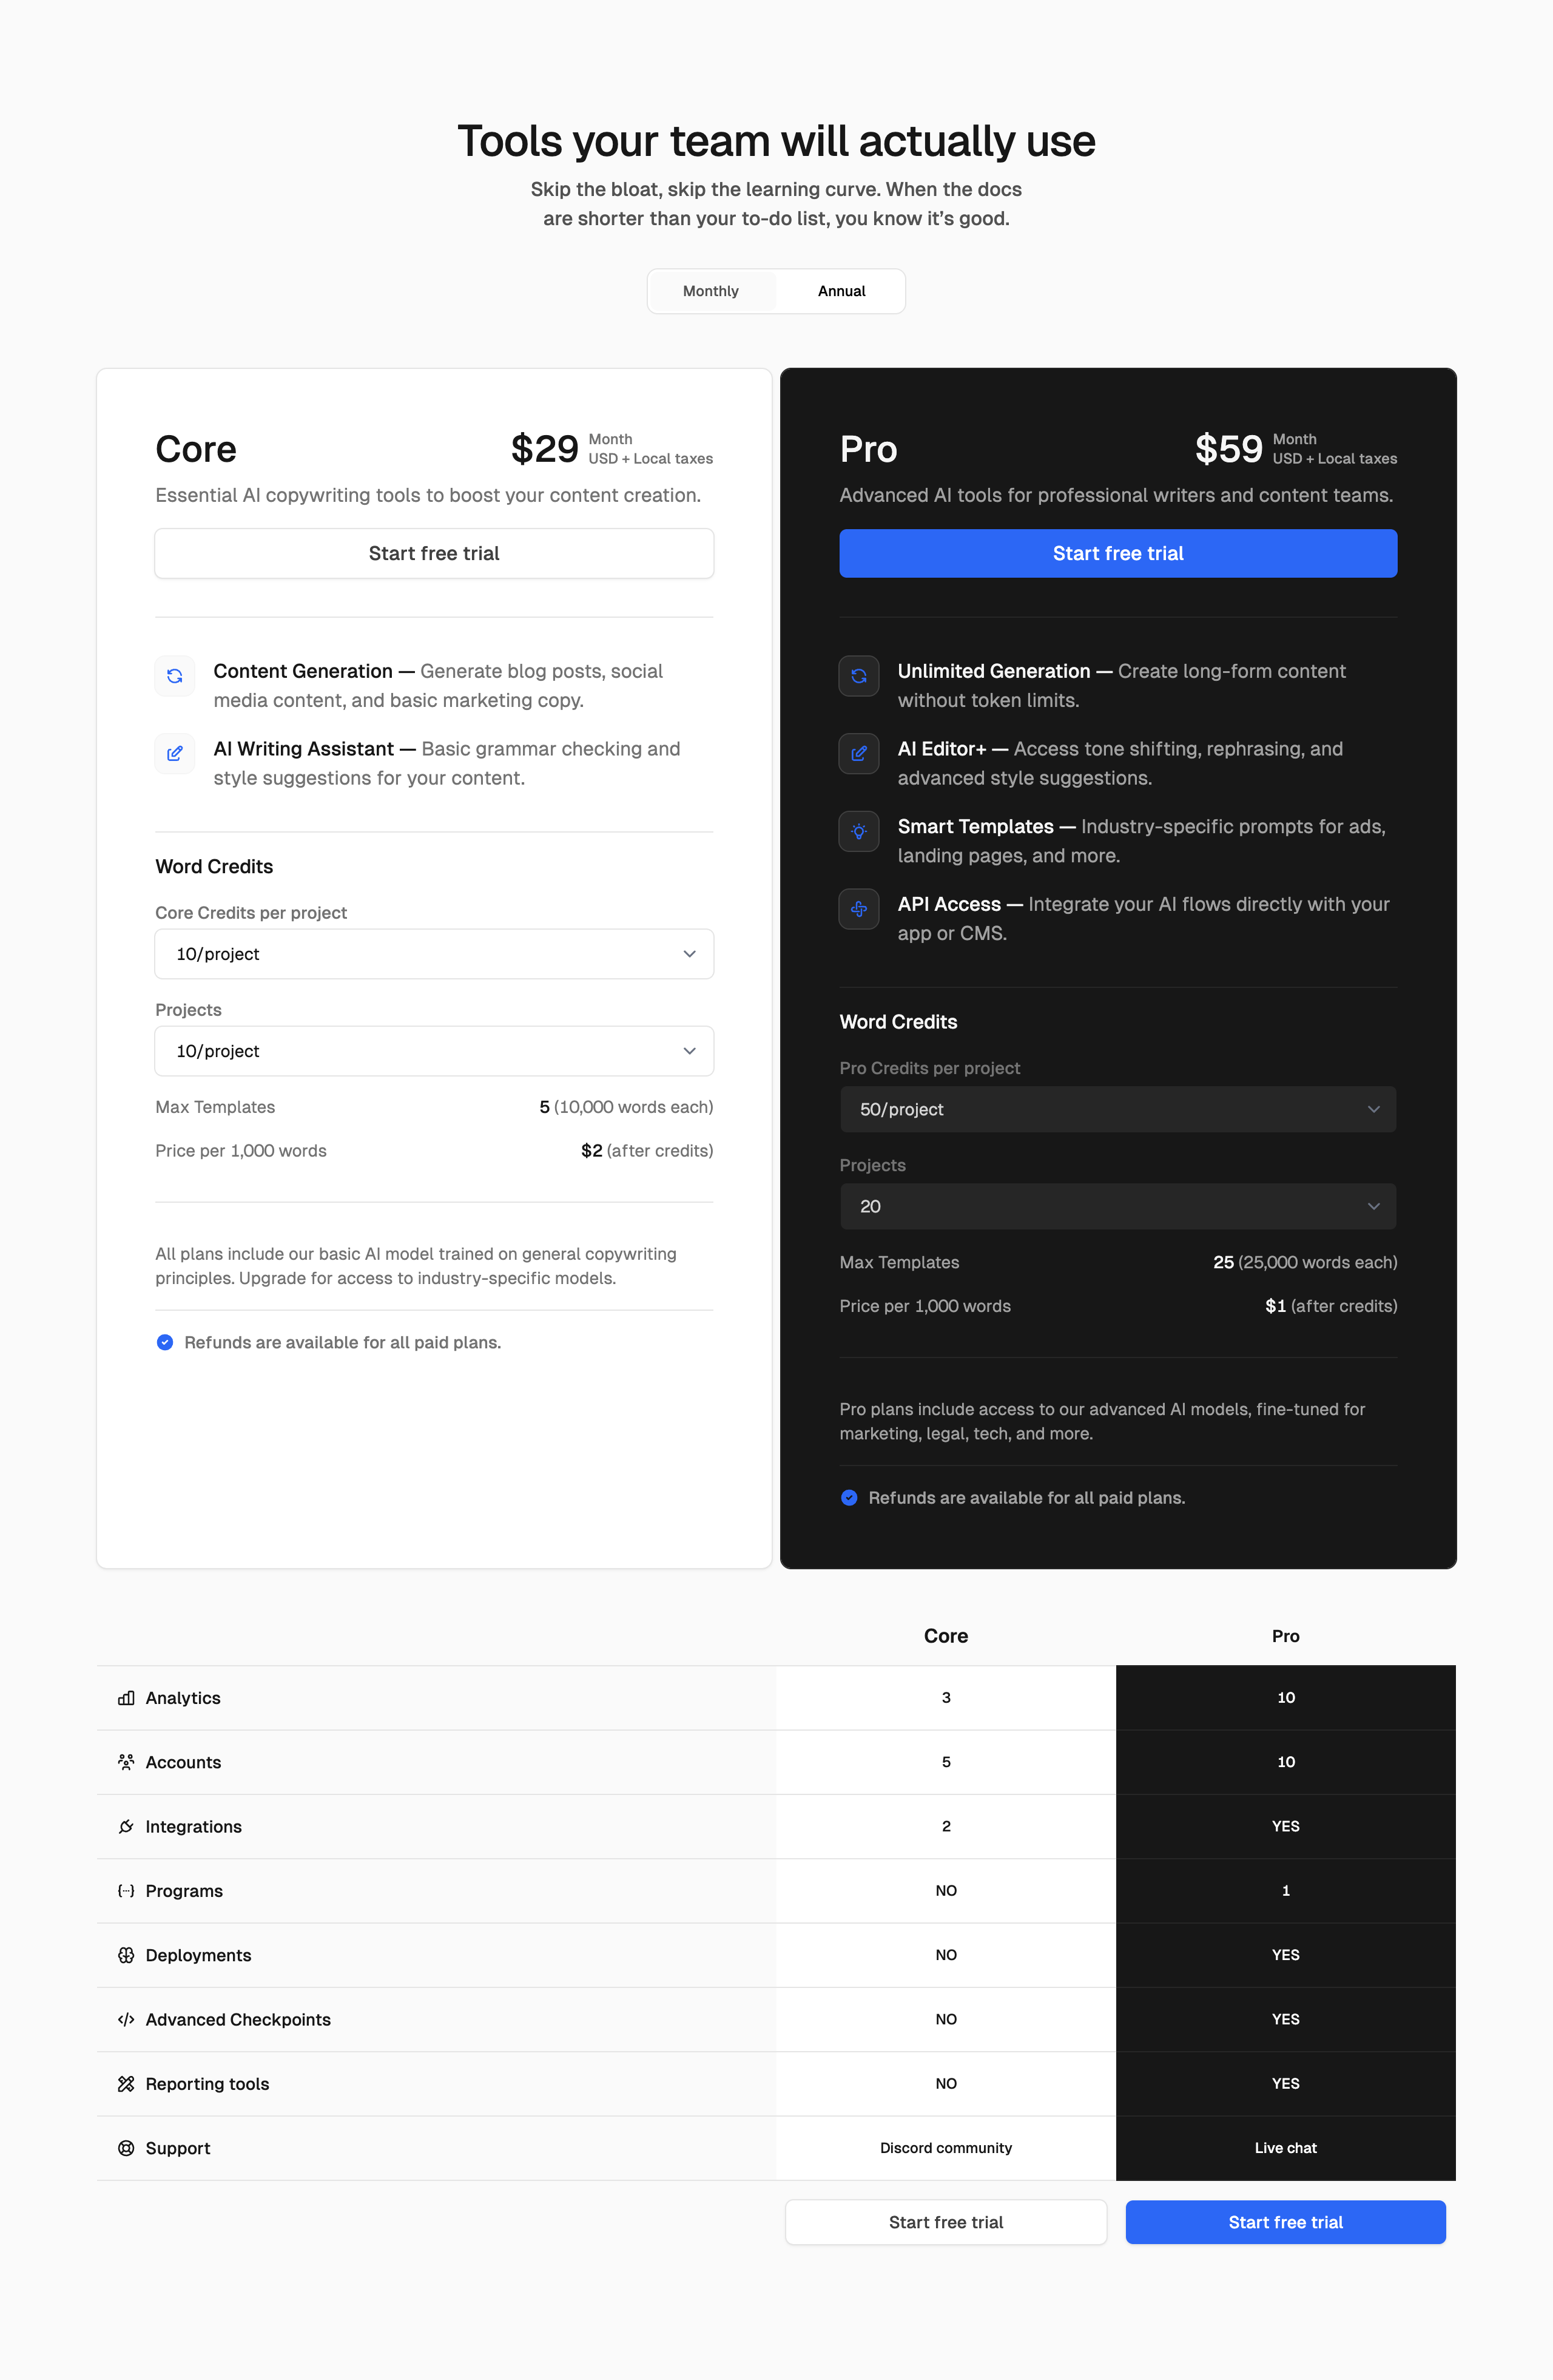 Tools your team will actually use
Skip the bloat, skip the learning curve. When the docs
are shorter than your to-do list, you know it’s good.
Monthly
Annual
Core
$29
Month
USD + Local taxes
Essential AI copywriting tools to boost your content creation.
Start free trial
Content Generation — Generate blog posts, social
media content, and basic marketing copy.
AI Writing Assistant — Basic grammar checking and
style suggestions for your content.
Word Credits
Core Credits per project
10/project
Projects
10/project
Max Templates
5 (10,000 words each)
Price per 1,000 words
$2 (after credits)
All plans include our basic AI model trained on general copywriting
principles. Upgrade for access to industry-specific models.
Refunds are available for all paid plans.
Pro
$59
Month
USD + Local taxes
Advanced AI tools for professional writers and content teams.
Start free trial
Unlimited Generation — Create long-form content
without token limits.
AI Editor+ — Access tone shifting, rephrasing, and
advanced style suggestions.
Smart Templates — Industry-specific prompts for ads,
landing pages, and more.
API Access — Integrate your AI flows directly with your
app or CMS.
Word Credits
Pro Credits per project
50/project
Projects
20
Max Templates
25 (25,000 words each)
Price per 1,000 words
$1 (after credits)
Pro plans include access to our advanced AI models, fine-tuned for
marketing, legal, tech, and more.
Refunds are available for all paid plans.
Core Pro
Analytics 3 10
Accounts 5 10
Integrations 2 YES
Programs NO 1
Deployments NO YES
Advanced Checkpoints NO YES
Reporting tools NO YES
Support Discord community Live chat
Start free trial Start free trial